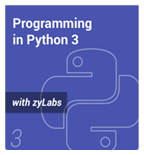 Programming
in Python 3
with zyLabs
3